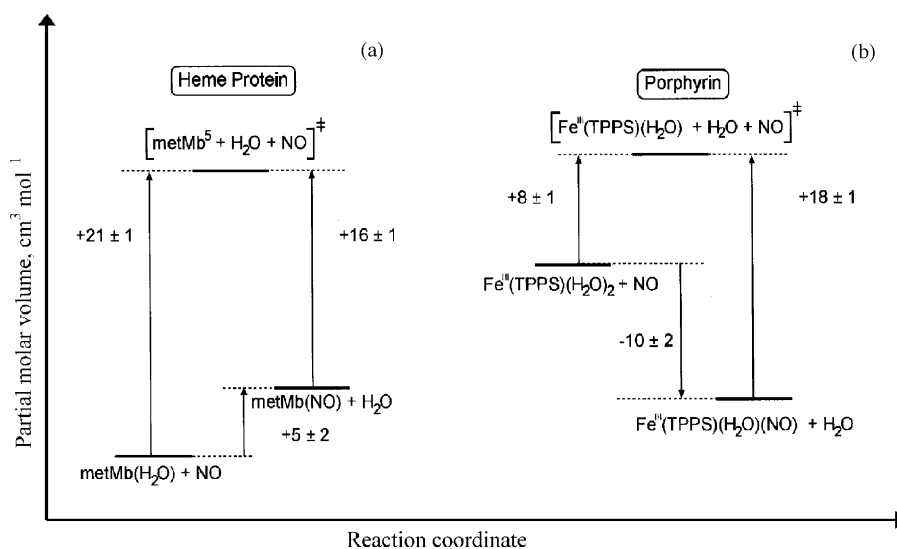 (a)
Heme Protein
[metMb⁵ + H₂O + NO]‡
+21 ± 1
+16 ± 1
metMb(NO) + H₂O
+5 ± 2
metMb(H₂O) + NO
(b)
Porphyrin
[Feᴵᴵᴵ(TPPS)(H₂O) + H₂O + NO]‡
+8 ± 1
+18 ± 1
Feᴵᴵᴵ(TPPS)(H₂O)₂ + NO
-10 ± 2
Feᴵᴵᴵ(TPPS)(H₂O)(NO) + H₂O
Partial molar volume, cm³ mol¹
Reaction coordinate